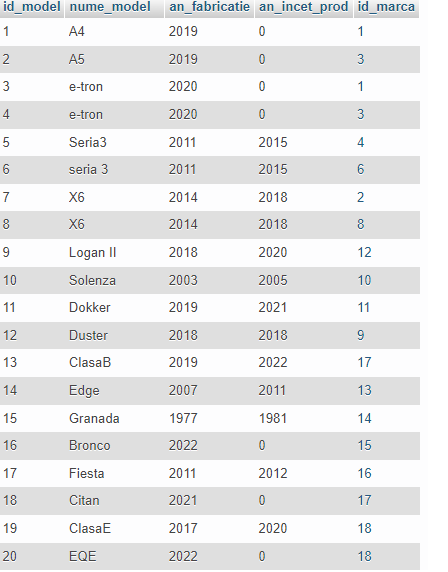 id_model nume_model an_fabricatie an_incet_prod id_marca
1 A4 2019 0 1
2 A5 2019 0 3
3 e-tron 2020 0 1
4 e-tron 2020 0 3
5 Seria3 2011 2015 4
6 seria 3 2011 2015 6
7 X6 2014 2018 2
8 X6 2014 2018 8
9 Logan II 2018 2020 12
10 Solenza 2003 2005 10
11 Dokker 2019 2021 11
12 Duster 2018 2018 9
13 ClasaB 2019 2022 17
14 Edge 2007 2011 13
15 Granada 1977 1981 14
16 Bronco 2022 0 15
17 Fiesta 2011 2012 16
18 Citan 2021 0 17
19 ClasaE 2017 2020 18
20 EQE 2022 0 18